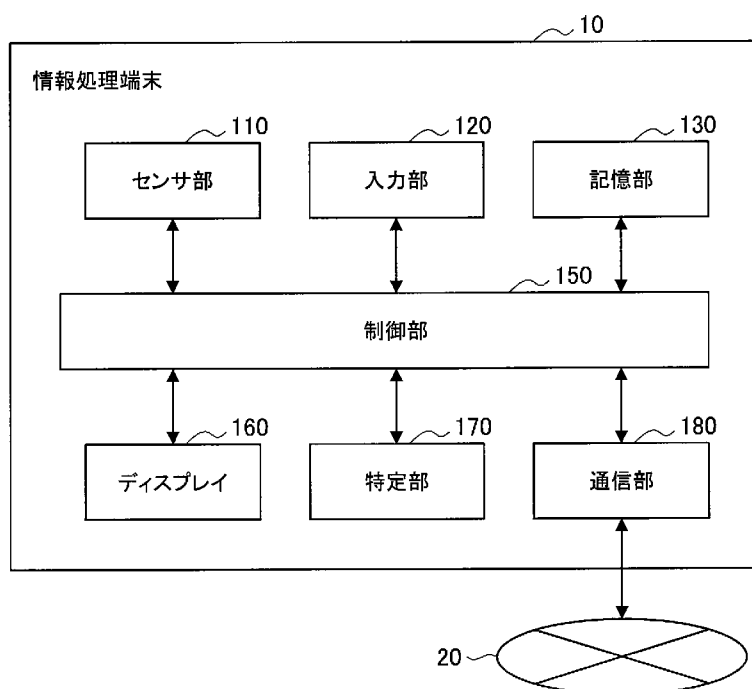 10
情報処理端末
110
120
130
センサ部
入力部
記憶部
150
制御部
160
170
180
ディスプレイ
特定部
通信部
20